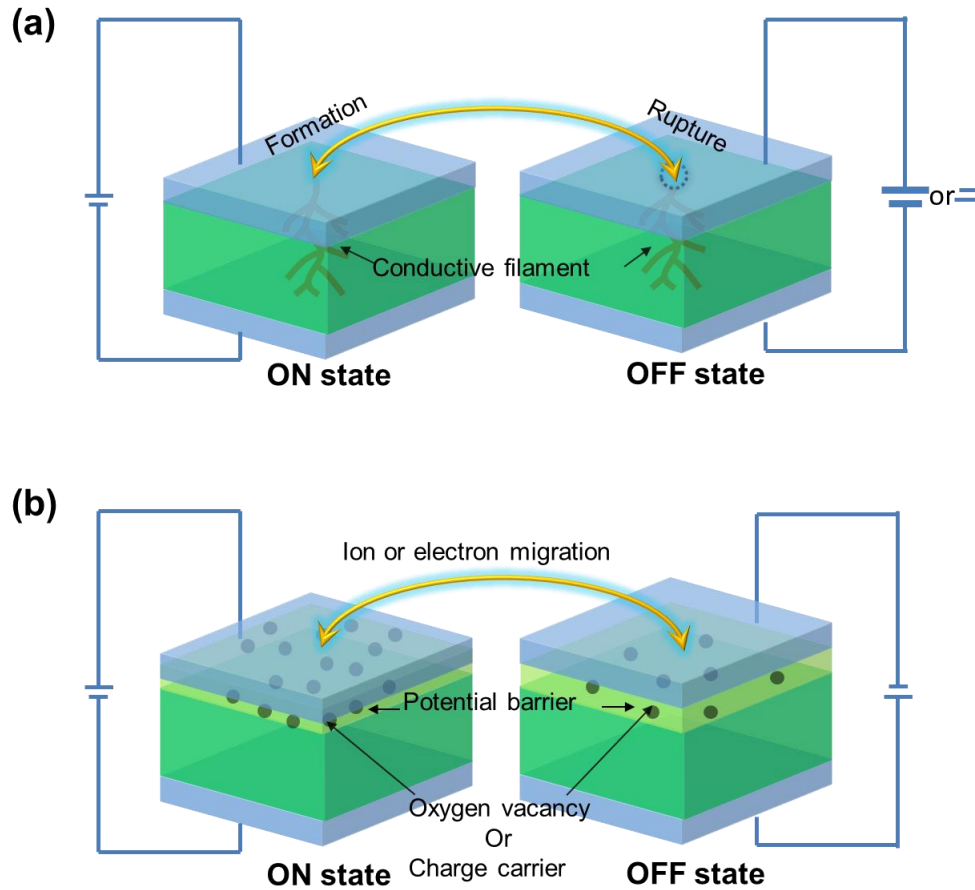 (a)
Formation
Rupture
or
Conductive filament
ON state
OFF state
(b)
Ion or electron migration
Potential barrier
Oxygen vacancy
Or
Charge carrier
ON state
OFF state